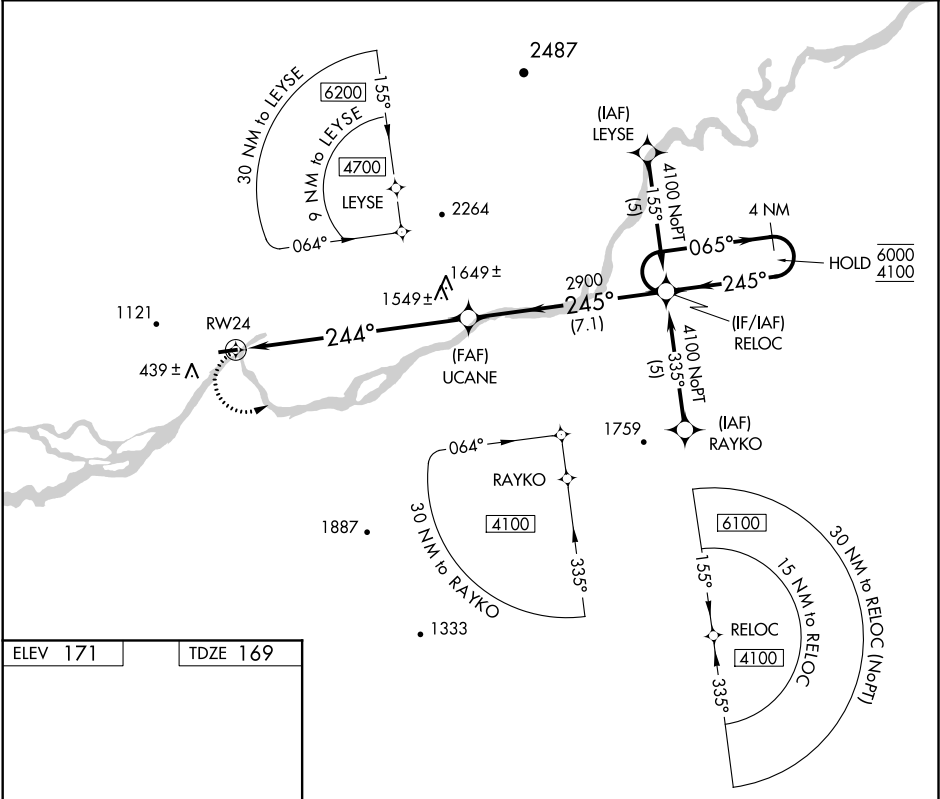 2487
30 NM to LEYSE
6200
155°
9 NM to LEYSE
4700
LEYSE
064°
2264
(IAF)
LEYSE
4100 NoPT
155°
(5)
4 NM
065°
HOLD 6000
4100
245°
1649 ±
1549 ±
2900
245°
(7.1)
(IF/IAF)
RELOC
1121
RW24
244°
(FAF)
UCANE
439 ±
4100 NoPT
335°
(5)
(IAF)
RAYKO
1759
064°
RAYKO
4100
30 NM to RAYKO
335°
1887
1333
6100
155°
30 NM to RELOC (NoPT)
15 NM to RELOC
RELOC
4100
335°
ELEV 171
TDZE 169